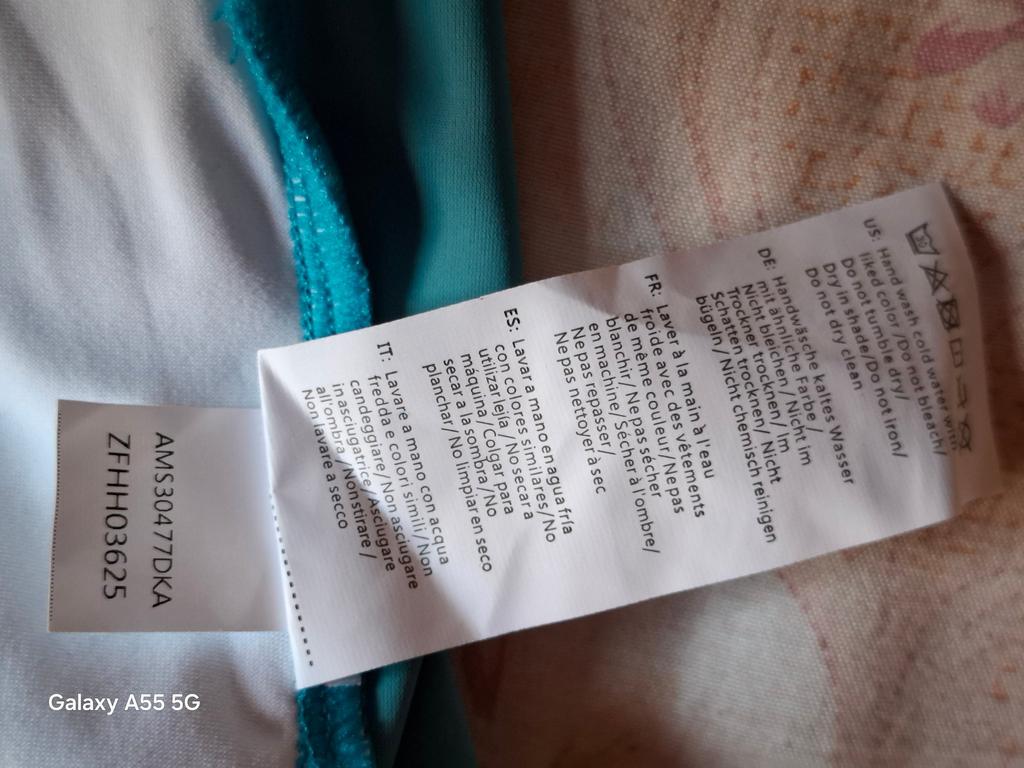 US: Hand wash cold water with
liked color /Do not bleach/
Do not tumble dry/
Dry in shade/Do not Iron/
Do not dry clean
DE: Handwäsche kaltes Wasser
mit ähnliche Farbe /
Nicht bleichen / Nicht im
Trockner trocknen/ Im
Schatten trocknen/ Nicht
bügeln /Nicht chemisch reinigen
FR: Laver à la main à l'eau
froide avec des vêtements
de même couleur/ Ne pas
blanchir/ Ne pas sécher
en machine/ Sécher à l'ombre/
Ne pas repasser/
Ne pas nettoyer à sec
ES: Lavar a mano en agua fría
con colores similares /No
utilizar leja /No secar a
máquina/ Colgar para
secar a la sombra /No
planchar/No limpiar en seco
IT: Lavare a mano con acqua
fredda e colori simili / Non
candeggiare/ Non asciugare
in asciugatrice /Asciugare
all'ombra /Non stirare /
Non lavare a secco
AMS30477DKA
ZFHHH03625
Galaxy A55 5G